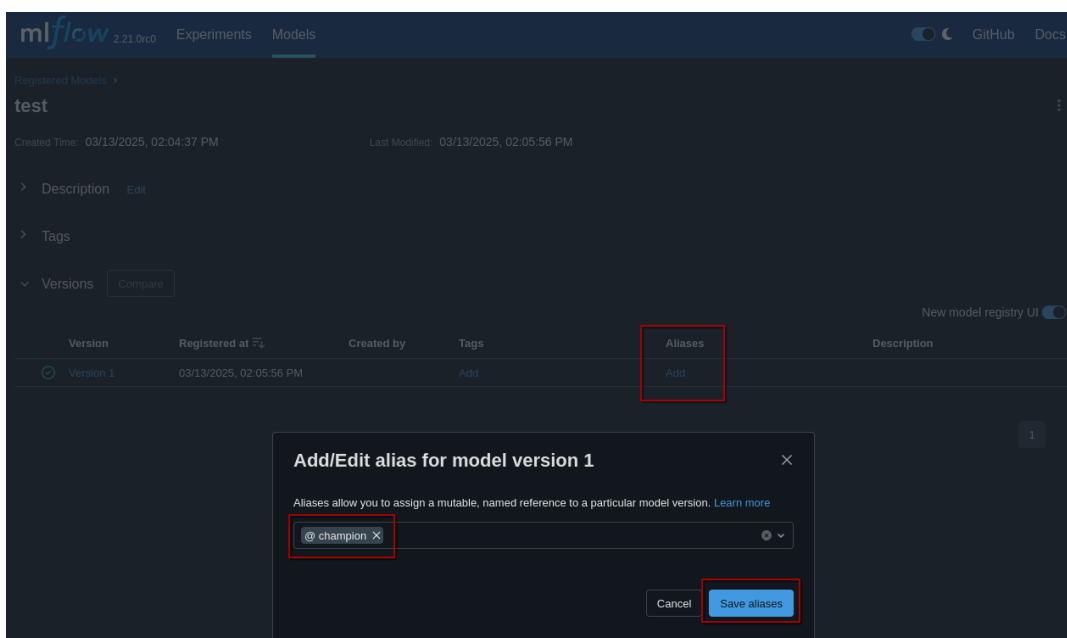 mlflow 2.21.0rc0 Experiments Models GitHub Docs
Registered Models
test
Created Time: 03/13/2025, 02:04:37 PM Last Modified: 03/13/2025, 02:05:56 PM
Description Edit
Tags
Versions Compare
New model registry UI
Version Registered at Created by Tags Aliases Description
Version 1 03/13/2025, 02:05:56 PM Add Add
1
Add/Edit alias for model version 1
Aliases allow you to assign a mutable, named reference to a particular model version. Learn more
@ champion
Cancel Save aliases